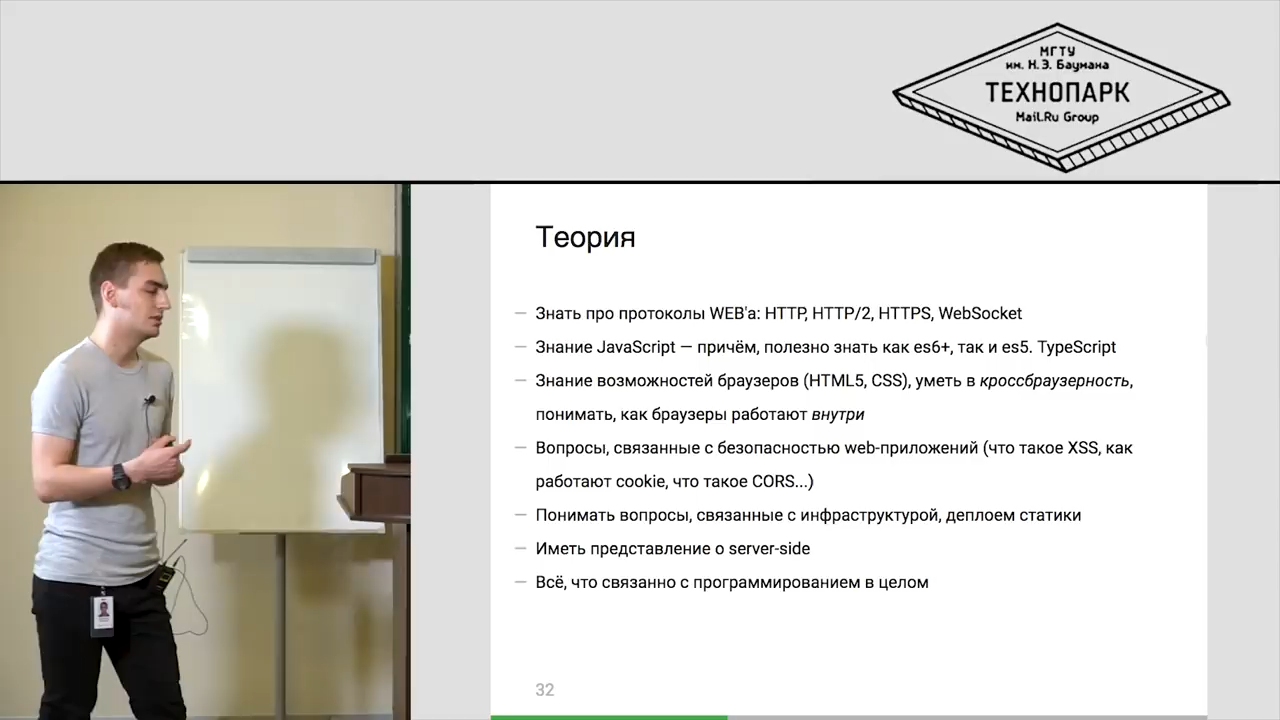 МГТУ
им. Н.Э. Баумана
ТЕХНОПАРК
Mail.Ru Group
Теория
— Знать про протоколы WEB'а: HTTP, HTTP/2, HTTPS, WebSocket
— Знание JavaScript — причём, полезно знать как es6+, так и es5. TypeScript
— Знание возможностей браузеров (HTML5, CSS), уметь в кроссбраузерность,
понимать, как браузеры работают внутри
— Вопросы, связанные с безопасностью web-приложений (что такое XSS, как
работают cookie, что такое CORS...)
— Понимать вопросы, связанные с инфраструктурой, деплоем статики
— Иметь представление о server-side
— Всё, что связанно с программированием в целом
32